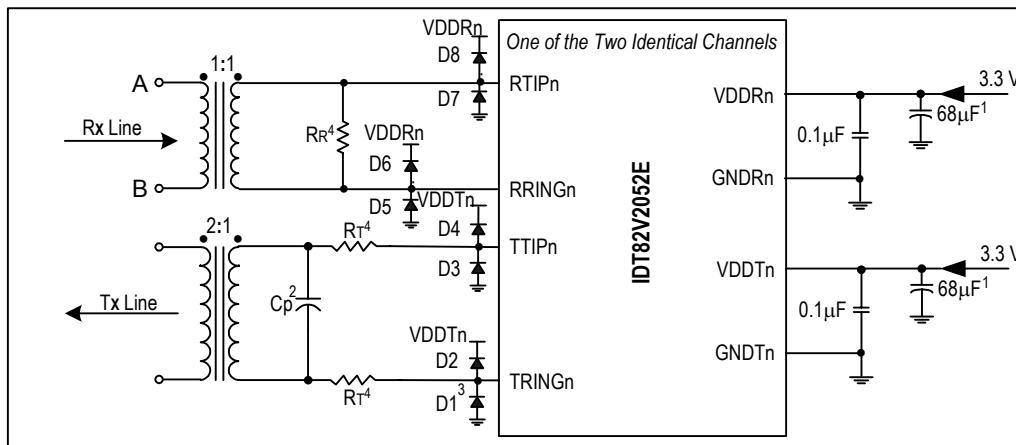 One of the Two Identical Channels
VDDRn
D8
1:1
A
RTIPn
D7
VDDRn
3.3 V
68µF1
Rx Line
RR4
VDDRn
D6
0.1µF
B
RRINGn
GNDRn
D5
VDDTn
D4
2:1
RT4
TTIPn
D3
IDT82V2052E
VDDTn
3.3 V
68µF1
Tx Line
Cp2
0.1µF
VDDTn
D2
GNDTn
TRINGn
RT4
D13